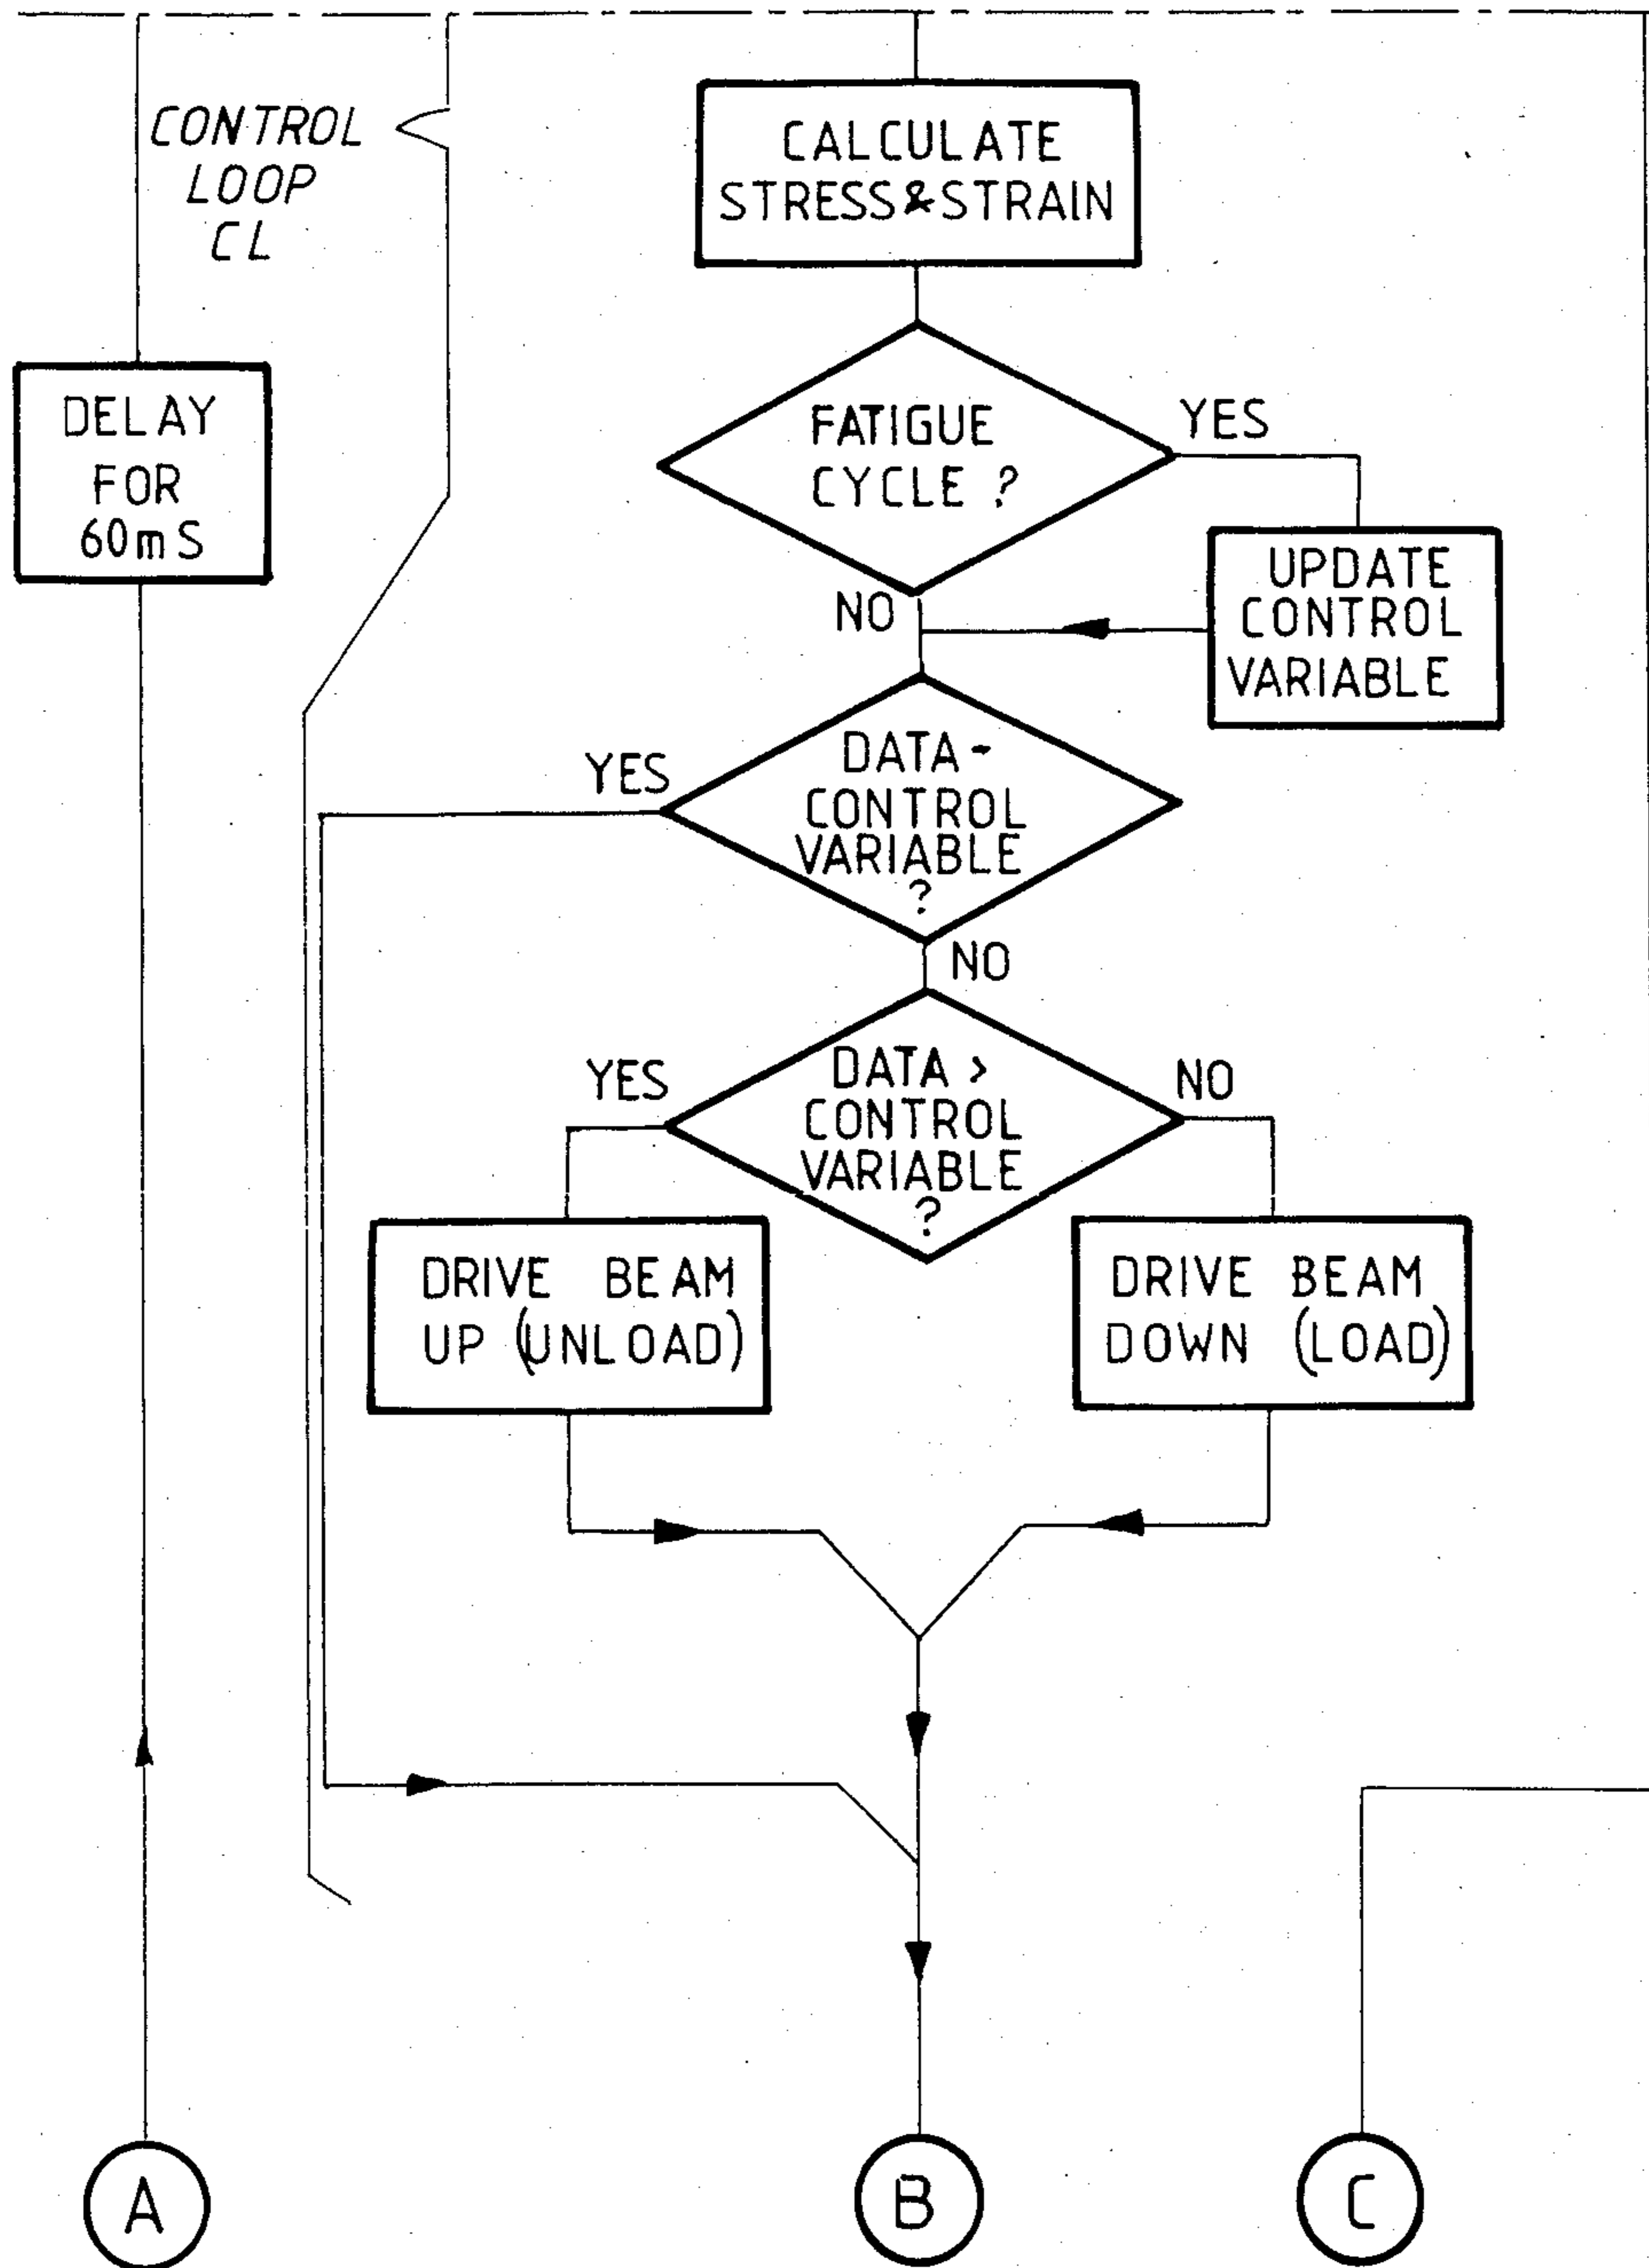 CONTROL
LOOP
CL
CALCULATE
STRESS & STRAIN
DELAY
FOR
60mS
FATIGUE
CYCLE ?
YES
NO
UPDATE
CONTROL
VARIABLE
DATA -
CONTROL
VARIABLE
?
YES
NO
DATA >
CONTROL
VARIABLE
?
YES
NO
DRIVE BEAM
UP (UNLOAD)
DRIVE BEAM
DOWN (LOAD)
A
B
C